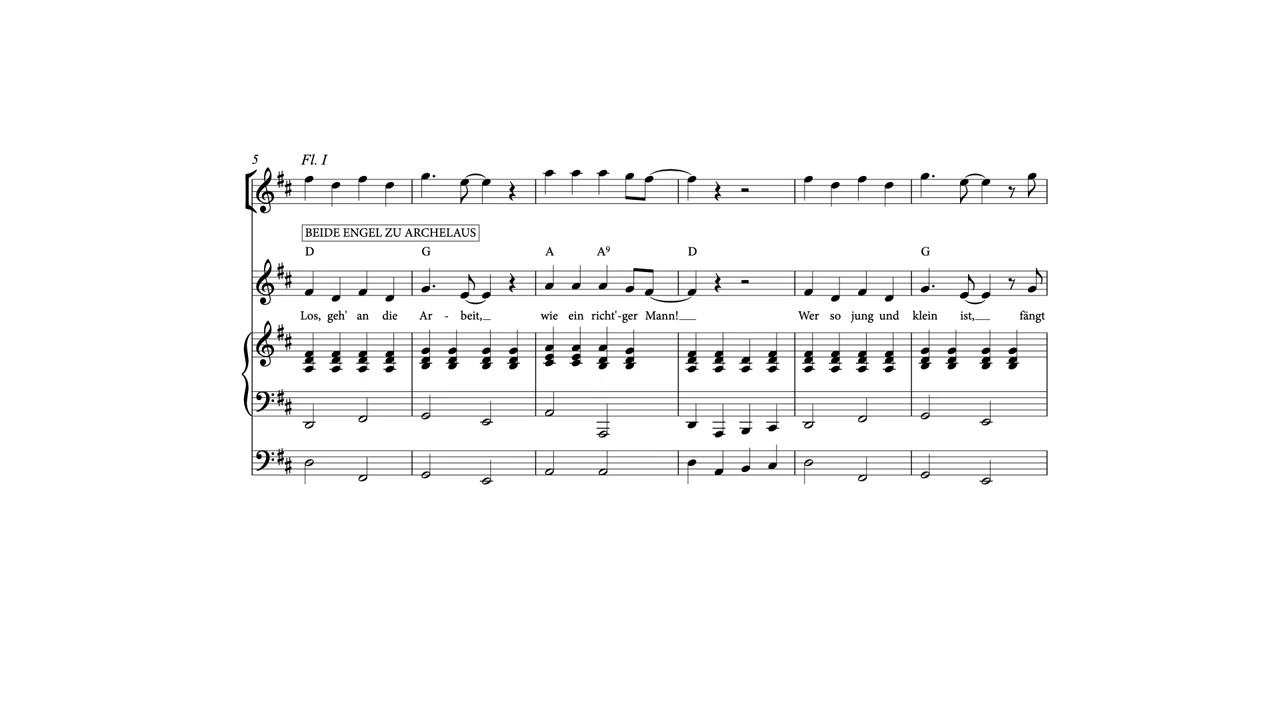 5 Fl. I
BEIDE ENGEL ZU ARCHELAUS
D G A A⁹ D G
Los, geh' an die Ar - beit, wie ein richt'-ger Mann! Wer so jung und klein ist, fängt